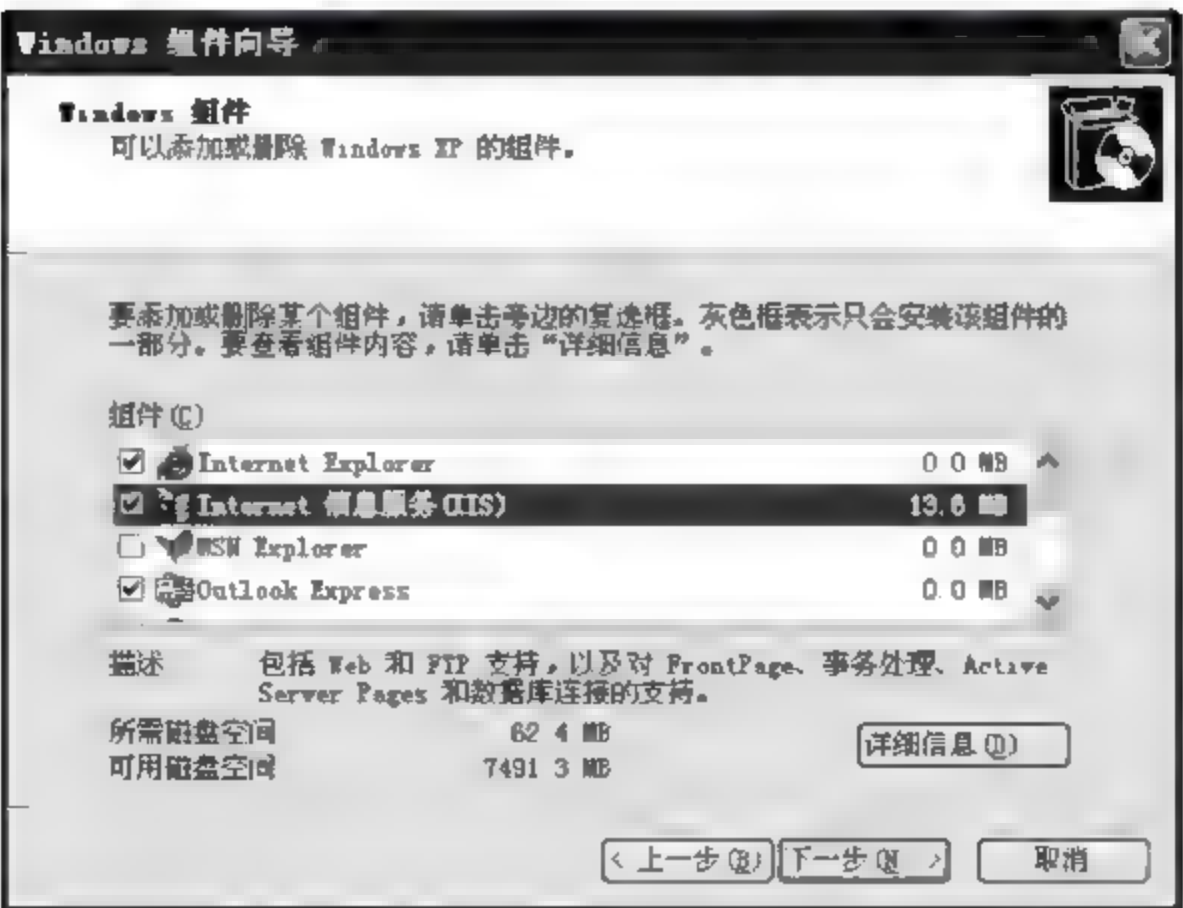 Windows 组件向导
Windows 组件
可以添加或删除 Windows XP 的组件。
要添加或删除某个组件，请单击旁边的复选框。灰色框表示只会安装该组件的
一部分。要查看组件内容，请单击“详细信息”。
组件(C)
Internet Explorer 0.0 MB
Internet 信息服务(IIS) 13.6 MB
MSN Explorer 0.0 MB
Outlook Express 0.0 MB
描述 包括 Web 和 FTP 支持，以及对 FrontPage、事务处理、Active
Server Pages 和数据库连接的支持。
所需磁盘空间 62.4 MB
可用磁盘空间 7491.3 MB
详细信息(D)
< 上一步(B) 下一步(N) > 取消